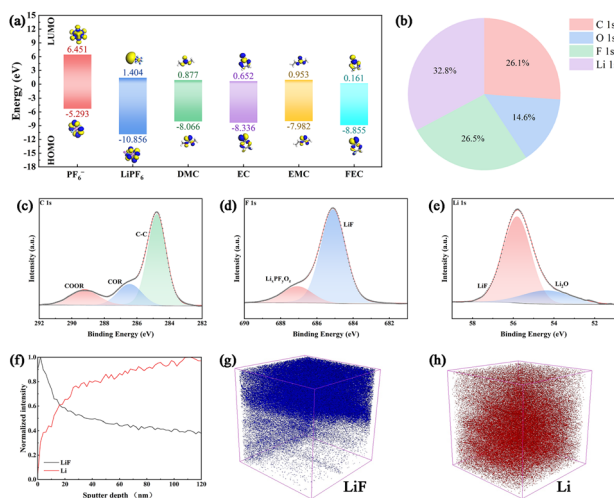 (a)
LUMO
HOMO
Energy (eV)
15
12
9
6
3
0
-3
-6
-9
-12
-15
-18
6.451
-5.293
1.404
-10.856
0.877
-8.066
0.652
-8.336
0.953
-7.982
0.161
-8.855
PF₆⁻
LiPF₆
DMC
EC
EMC
FEC
(b)
26.1%
14.6%
26.5%
32.8%
C 1s
O 1s
F 1s
Li 1s
(c)
C 1s
C-C
COR
COOR
Intensity (a.u.)
292
290
288
286
284
282
Binding Energy (eV)
(d)
F 1s
LiF
Intensity (a.u.)
690
688
686
684
682
681
Binding Energy (eV)
(e)
Li 1s
LiF
Li₂O
Intensity (a.u.)
58
56
54
52
51
Binding Energy (eV)
(f)
Normalized intensity
1.0
0.8
0.6
0.4
0.2
0.0
LiF
Li
0
20
40
60
80
100
120
Sputter depth （nm）
(g)
LiF
(h)
Li